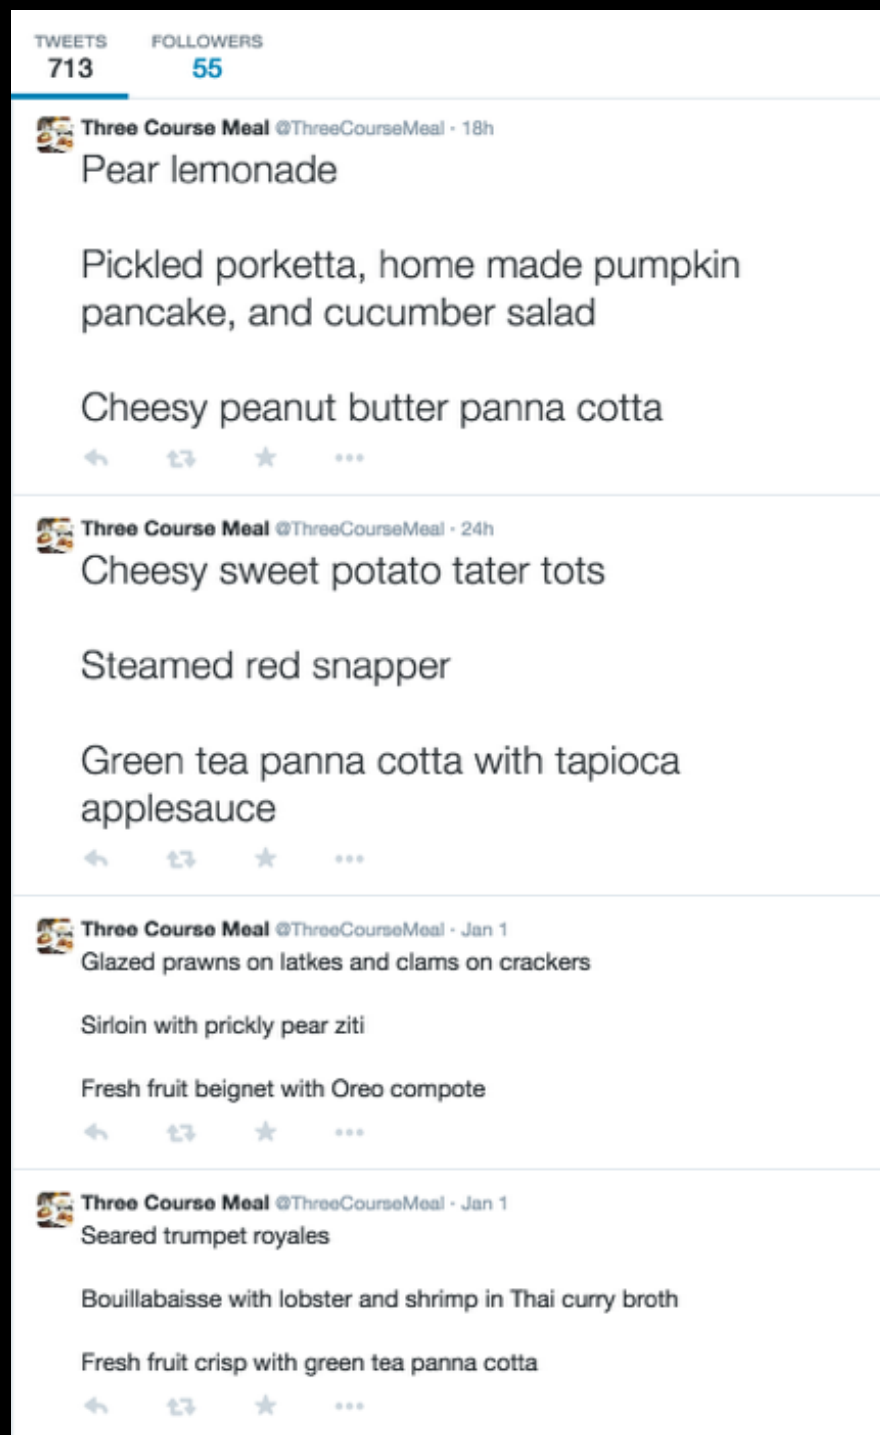 TWEETS FOLLOWERS
713 55
Three Course Meal @ThreeCourseMeal · 18h
Pear lemonade
Pickled porketta, home made pumpkin
pancake, and cucumber salad
Cheesy peanut butter panna cotta
Three Course Meal @ThreeCourseMeal · 24h
Cheesy sweet potato tater tots
Steamed red snapper
Green tea panna cotta with tapioca
applesauce
Three Course Meal @ThreeCourseMeal · Jan 1
Glazed prawns on latkes and clams on crackers
Sirloin with prickly pear ziti
Fresh fruit beignet with Oreo compote
Three Course Meal @ThreeCourseMeal · Jan 1
Seared trumpet royales
Bouillabaisse with lobster and shrimp in Thai curry broth
Fresh fruit crisp with green tea panna cotta